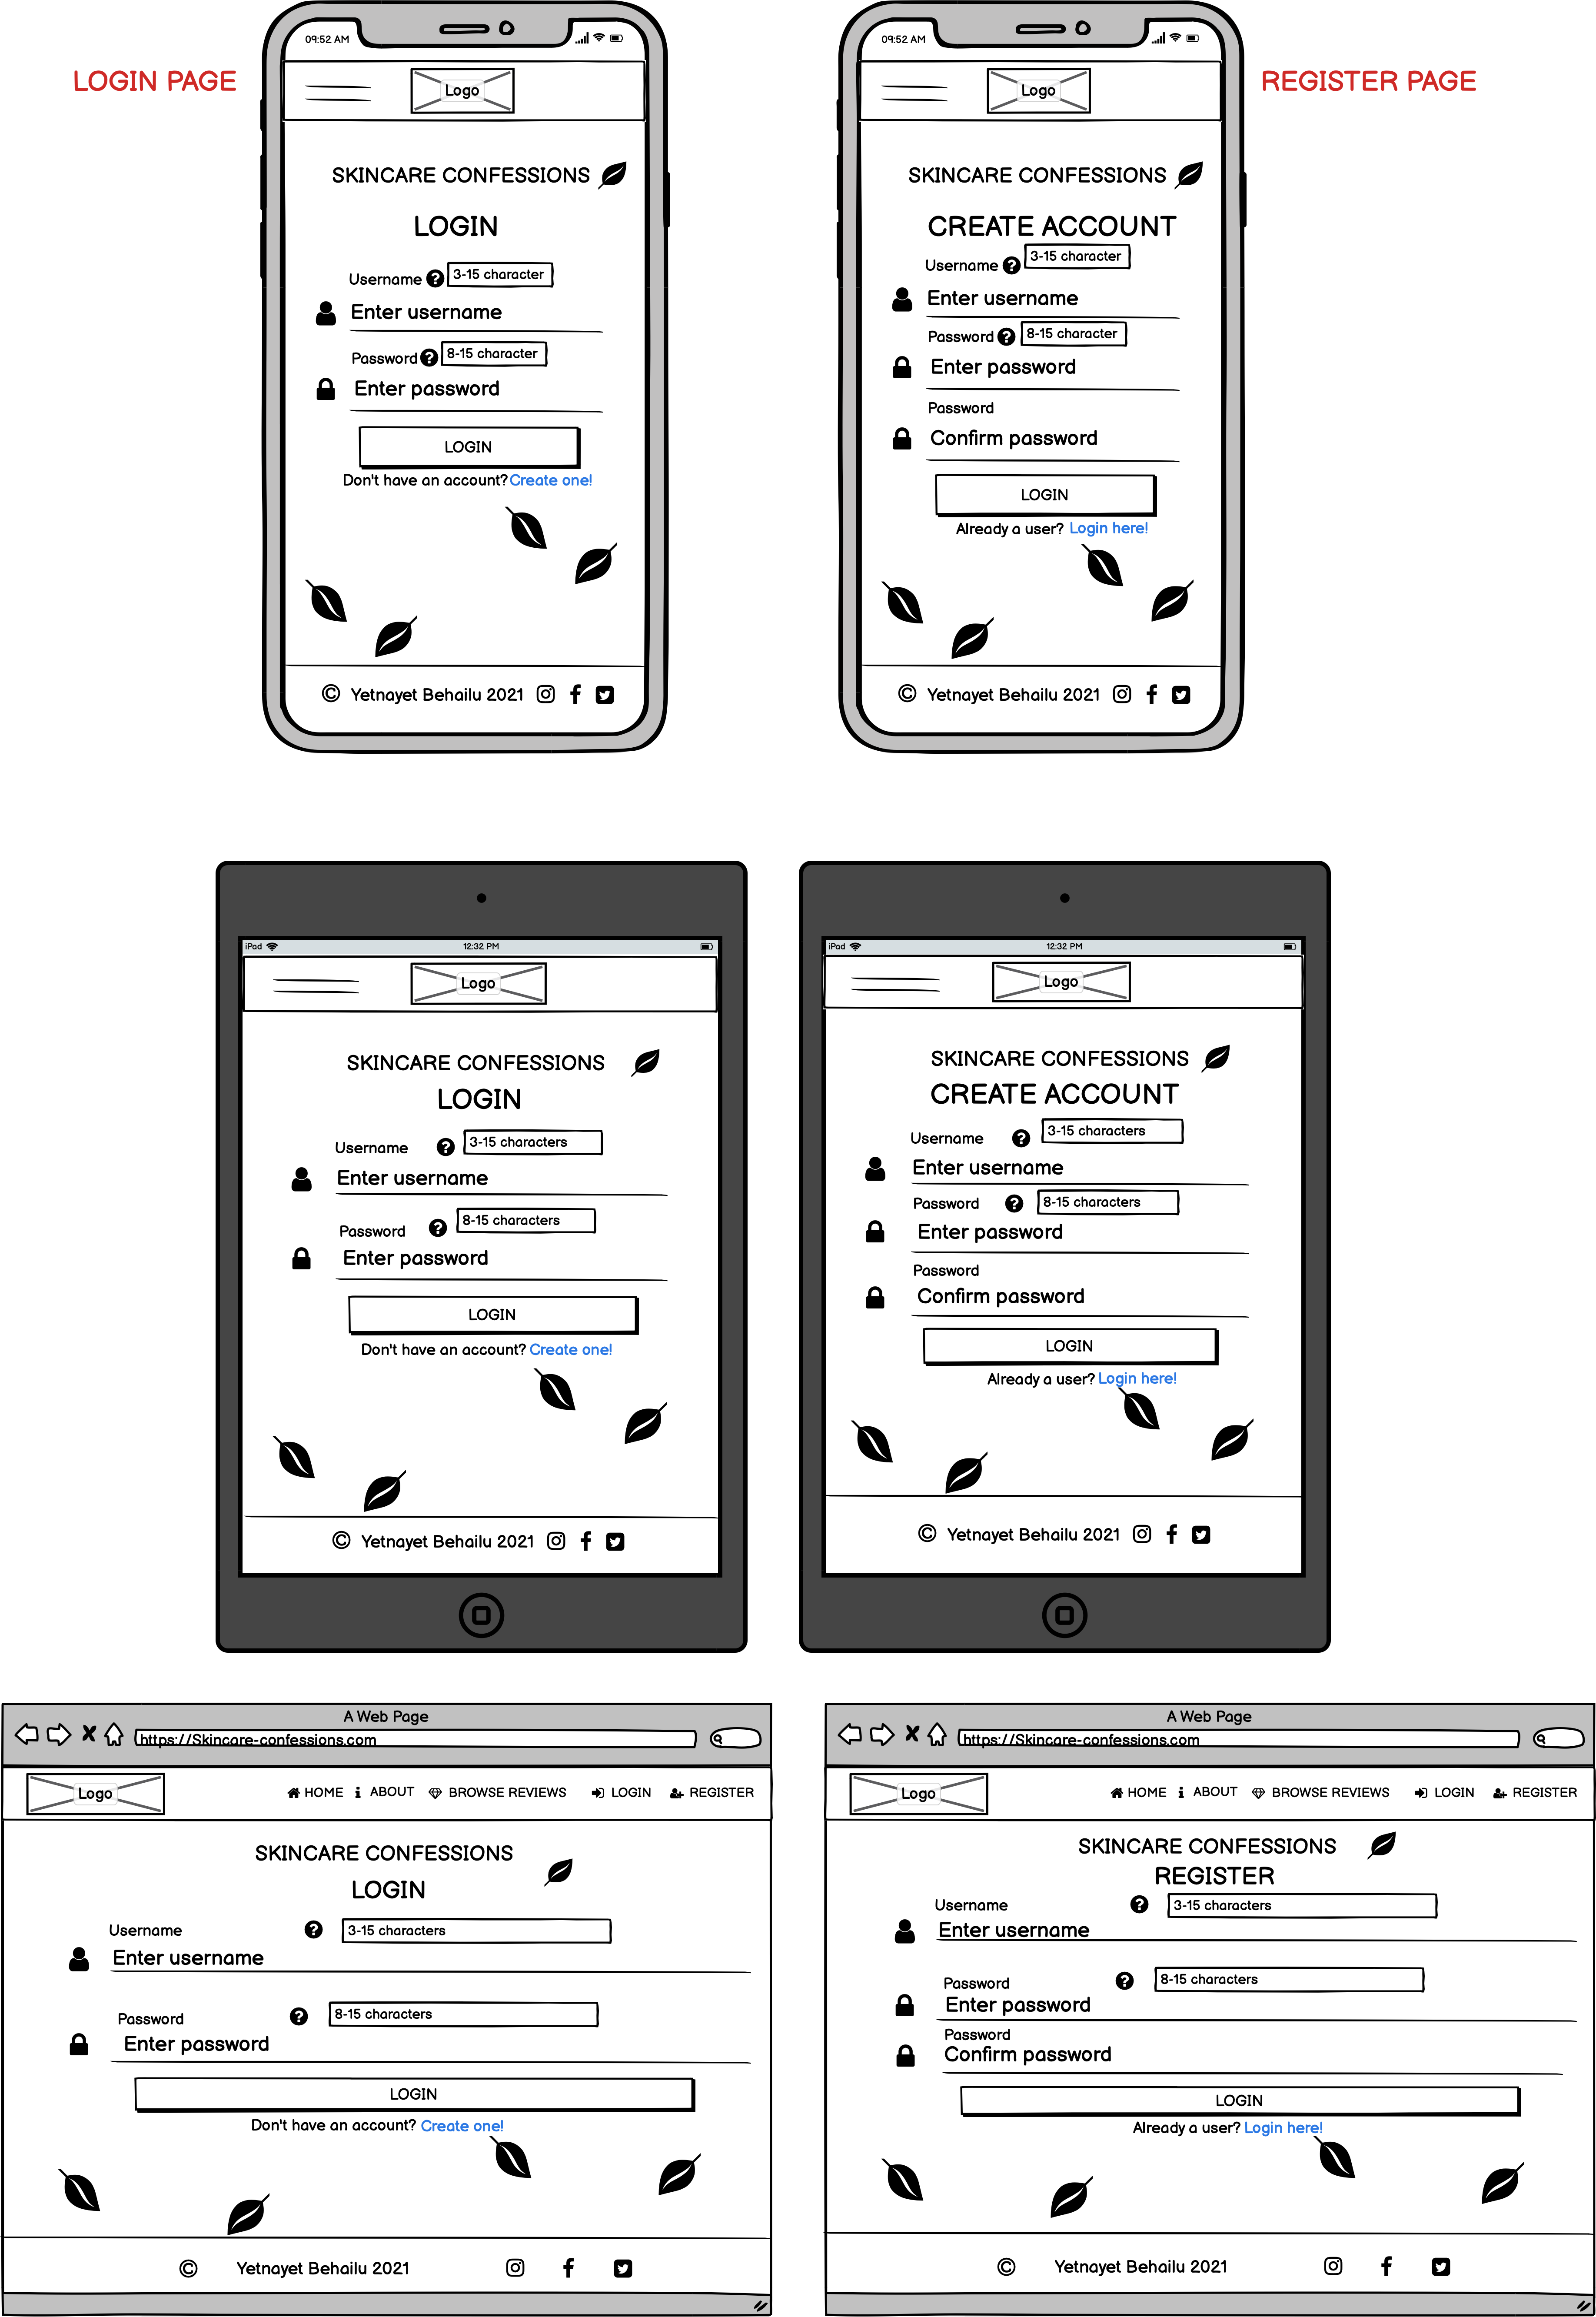 LOGIN PAGE
09:52 AM
Logo
SKINCARE CONFESSIONS
LOGIN
Username ? 3-15 character
Enter username
Password ? 8-15 character
Enter password
LOGIN
Don't have an account? Create one!
© Yetnayet Behailu 2021
REGISTER PAGE
09:52 AM
Logo
SKINCARE CONFESSIONS
CREATE ACCOUNT
Username ? 3-15 character
Enter username
Password ? 8-15 character
Enter password
Password
Confirm password
LOGIN
Already a user? Login here!
© Yetnayet Behailu 2021
iPad 12:32 PM
Logo
SKINCARE CONFESSIONS
LOGIN
Username ? 3-15 characters
Enter username
Password ? 8-15 characters
Enter password
LOGIN
Don't have an account? Create one!
© Yetnayet Behailu 2021
iPad 12:32 PM
Logo
SKINCARE CONFESSIONS
CREATE ACCOUNT
Username ? 3-15 characters
Enter username
Password ? 8-15 characters
Enter password
Password
Confirm password
LOGIN
Already a user? Login here!
© Yetnayet Behailu 2021
A Web Page
https://Skincare-confessions.com
Logo HOME ABOUT BROWSE REVIEWS LOGIN REGISTER
SKINCARE CONFESSIONS
LOGIN
Username ? 3-15 characters
Enter username
Password ? 8-15 characters
Enter password
LOGIN
Don't have an account? Create one!
© Yetnayet Behailu 2021
A Web Page
https://Skincare-confessions.com
Logo HOME ABOUT BROWSE REVIEWS LOGIN REGISTER
SKINCARE CONFESSIONS
REGISTER
Username ? 3-15 characters
Enter username
Password ? 8-15 characters
Enter password
Password
Confirm password
LOGIN
Already a user? Login here!
© Yetnayet Behailu 2021